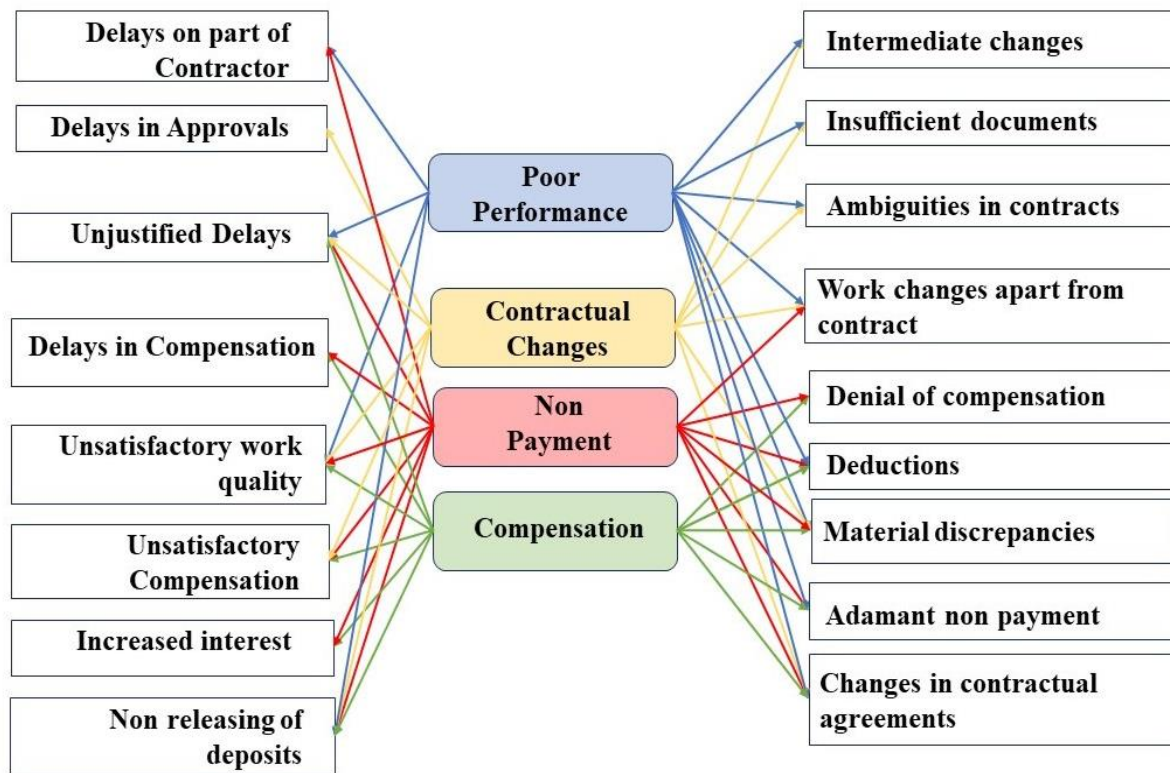 Delays on part of
Contractor
Delays in Approvals
Unjustified Delays
Delays in Compensation
Unsatisfactory work
quality
Unsatisfactory
Compensation
Increased interest
Non releasing of
deposits
Poor
Performance
Contractual
Changes
Non
Payment
Compensation
Intermediate changes
Insufficient documents
Ambiguities in contracts
Work changes apart from
contract
Denial of compensation
Deductions
Material discrepancies
Adamant non payment
Changes in contractual
agreements